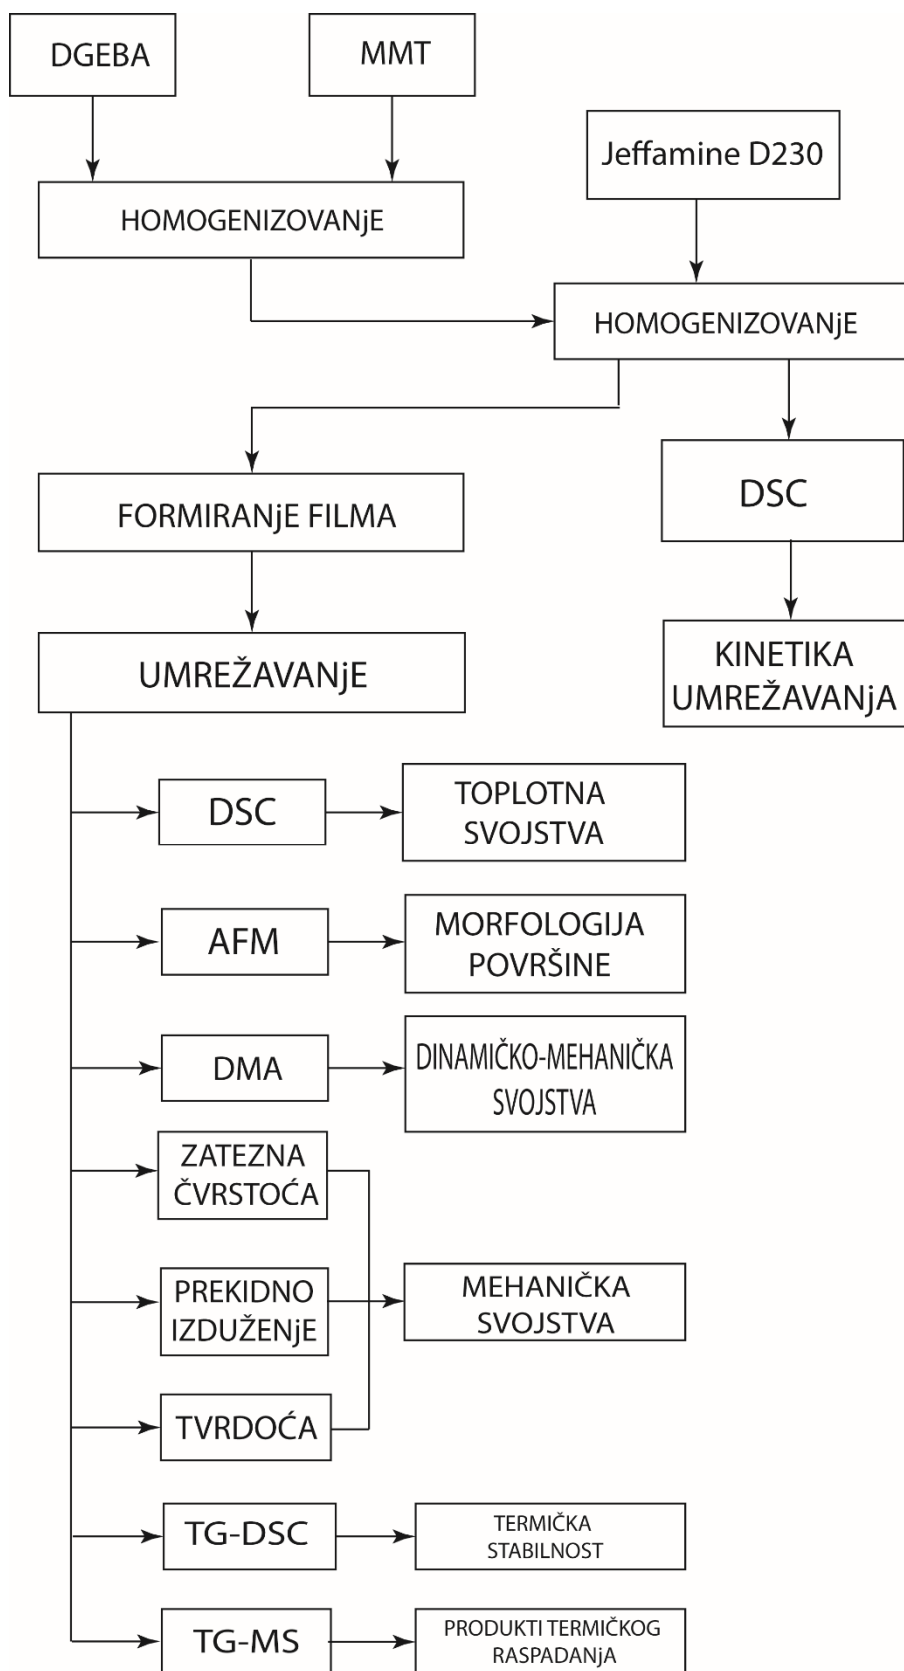 DGEBA
MMT
Jeffamine D230
HOMOGENIZOVANjE
HOMOGENIZOVANjE
DSC
FORMIRANjE FILMA
KINETIKA
UMREŽAVANjA
UMREŽAVANjE
DSC
TOPLOTNA
SVOJSTVA
AFM
MORFOLOGIJA
POVRŠINE
DMA
DINAMIČKO-MEHANIČKA
SVOJSTVA
ZATEZNA
ČVRSTOĆA
PREKIDNO
IZDUŽENjE
MEHANIČKA
SVOJSTVA
TVRDOĆA
TG-DSC
TERMIČKA
STABILNOST
TG-MS
PRODUKTI TERMIČKOG
RASPADANjA